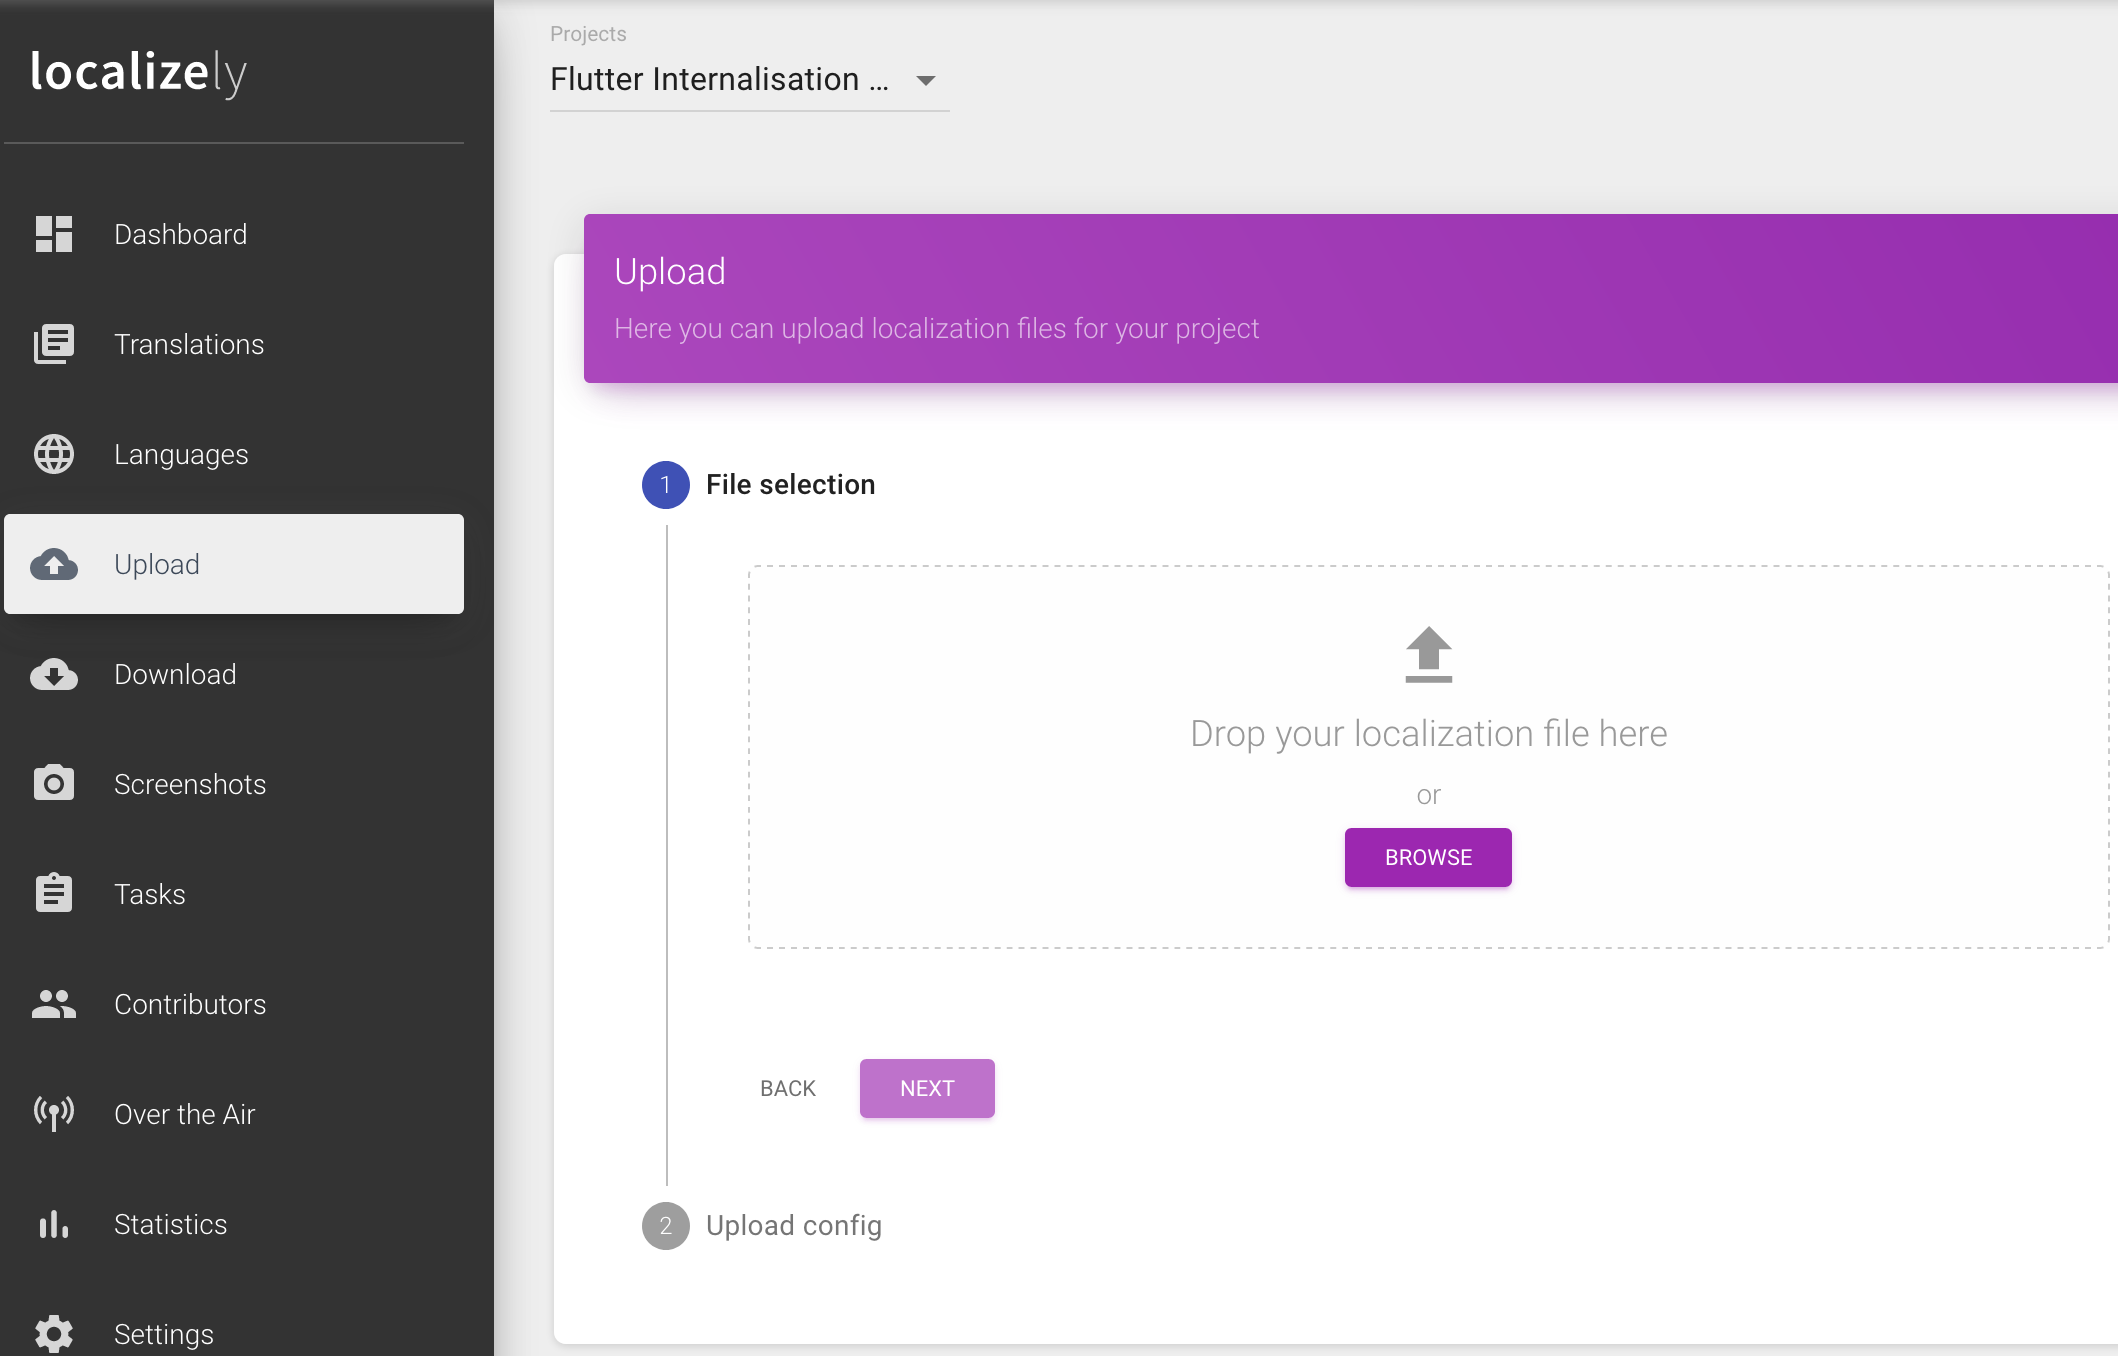 localizely
Dashboard
Translations
Languages
Upload
Download
Screenshots
Tasks
Contributors
Over the Air
Statistics
Settings
Projects
Flutter Internalisation ...
Upload
Here you can upload localization files for your project
1 File selection
Drop your localization file here
or
BROWSE
BACK NEXT
2 Upload config